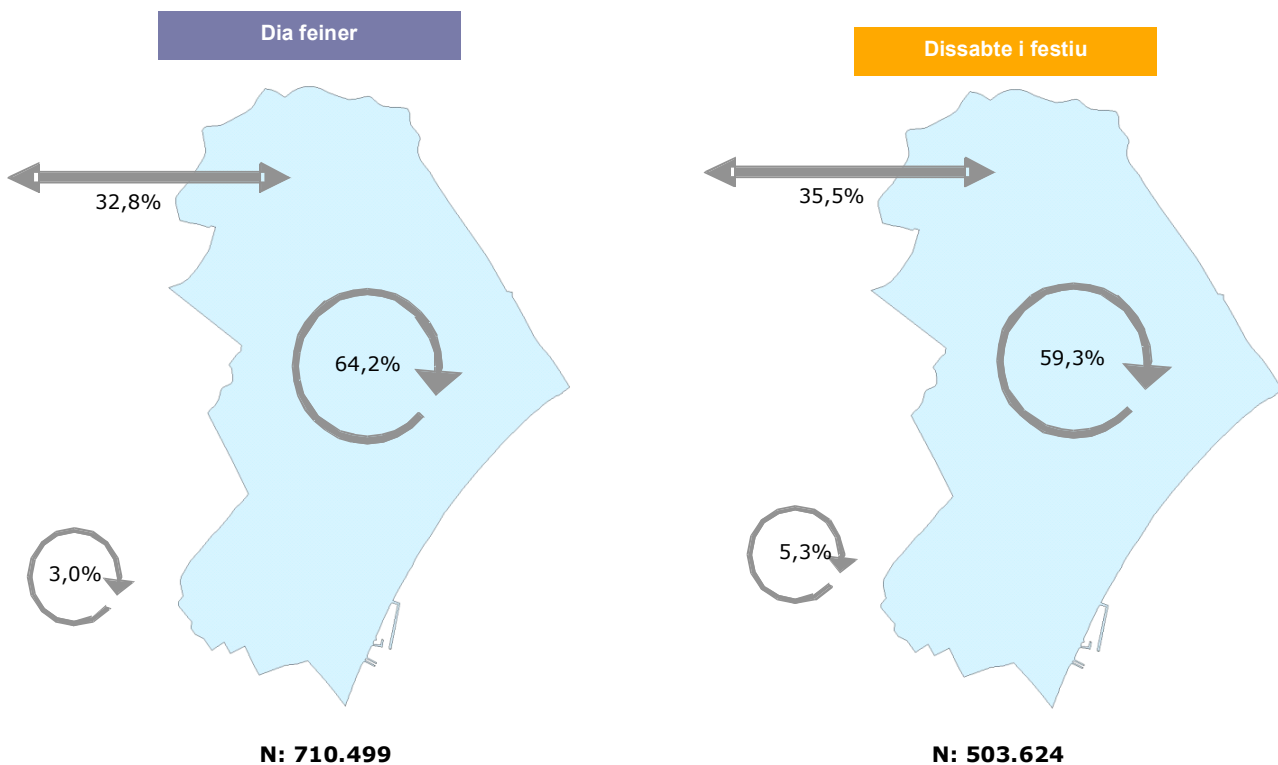 Dia feiner
32,8%
64,2%
3,0%
N: 710.499
Dissabte i festiu
35,5%
59,3%
5,3%
N: 503.624